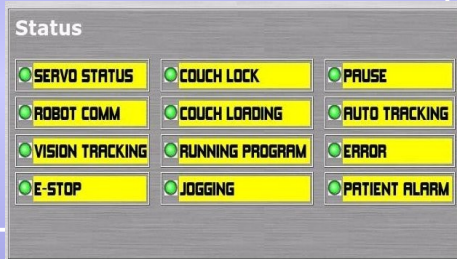 Status
SERVO STATUS COUCH LOCK PAUSE
ROBOT COMM COUCH LOADING AUTO TRACKING
VISION TRACKING RUNNING PROGRAM ERROR
E-STOP JOGGING PATIENT ALARM